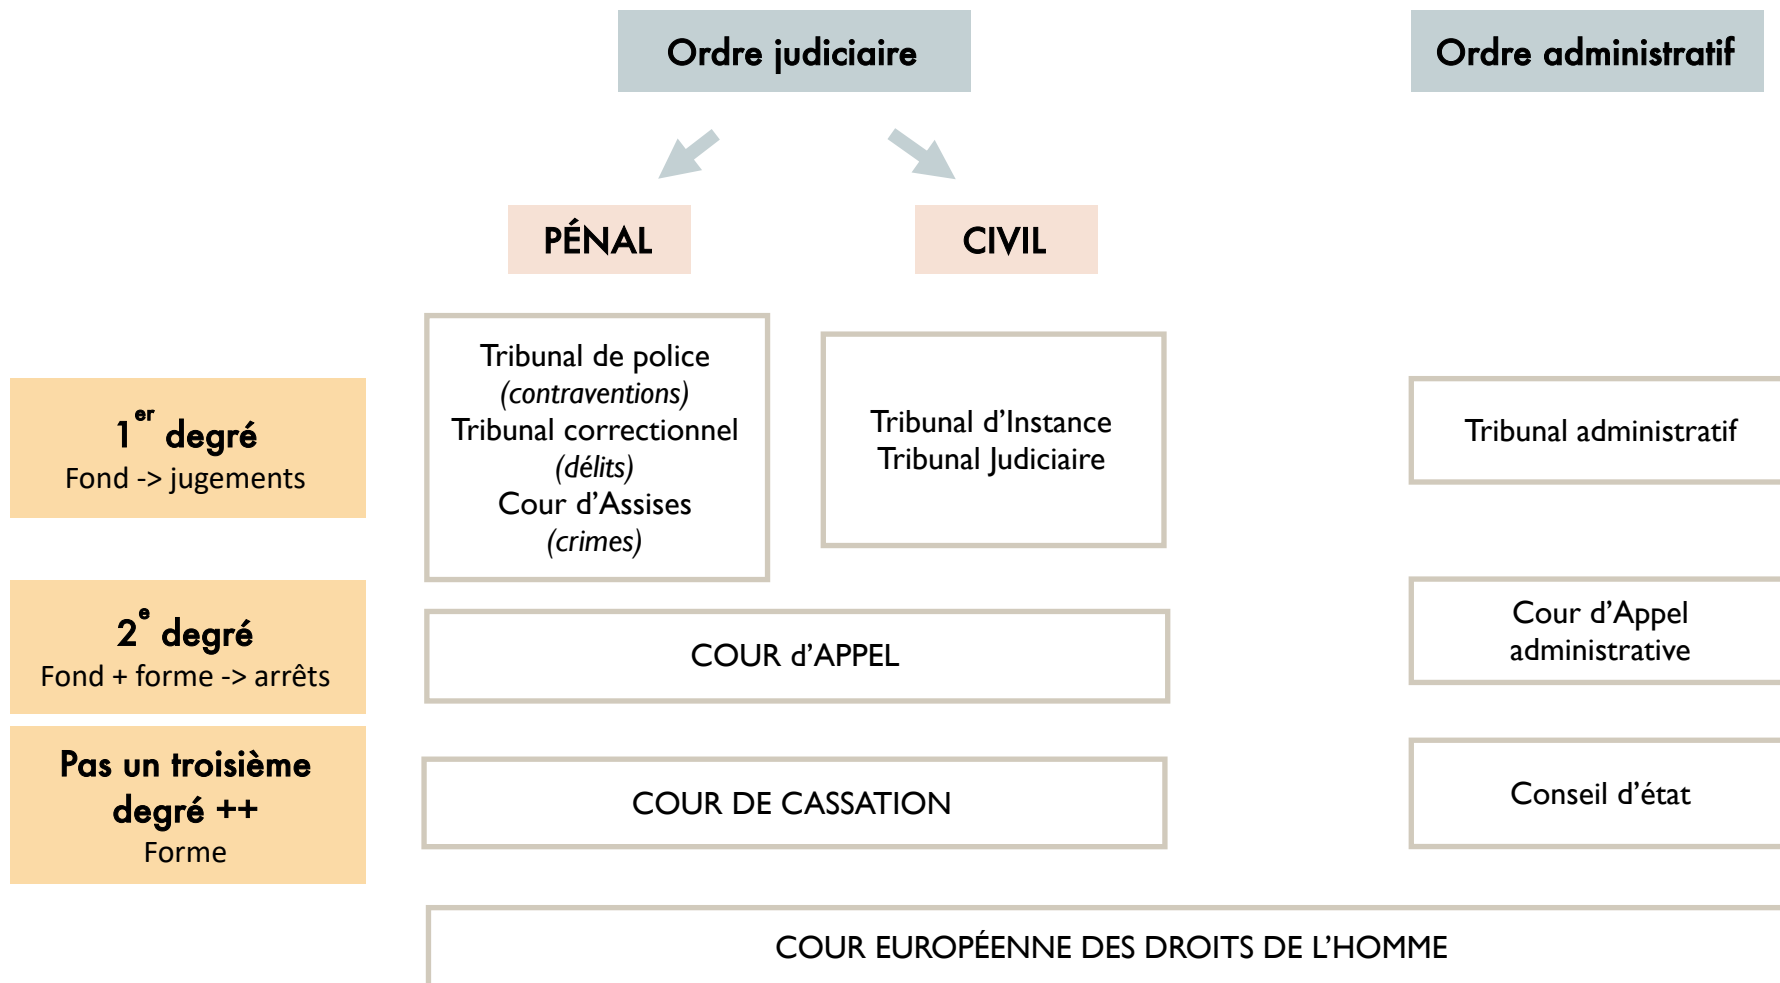 Ordre judiciaire
Ordre administratif
PÉNAL
CIVIL
1er degré
Fond -> jugements
Tribunal de police
(contraventions)
Tribunal correctionnel
(délits)
Cour d’Assises
(crimes)
Tribunal d’Instance
Tribunal Judiciaire
Tribunal administratif
2e degré
Fond + forme -> arrêts
COUR d’APPEL
Cour d’Appel
administrative
Pas un troisième
degré ++
Forme
COUR DE CASSATION
Conseil d’état
COUR EUROPÉENNE DES DROITS DE L’HOMME